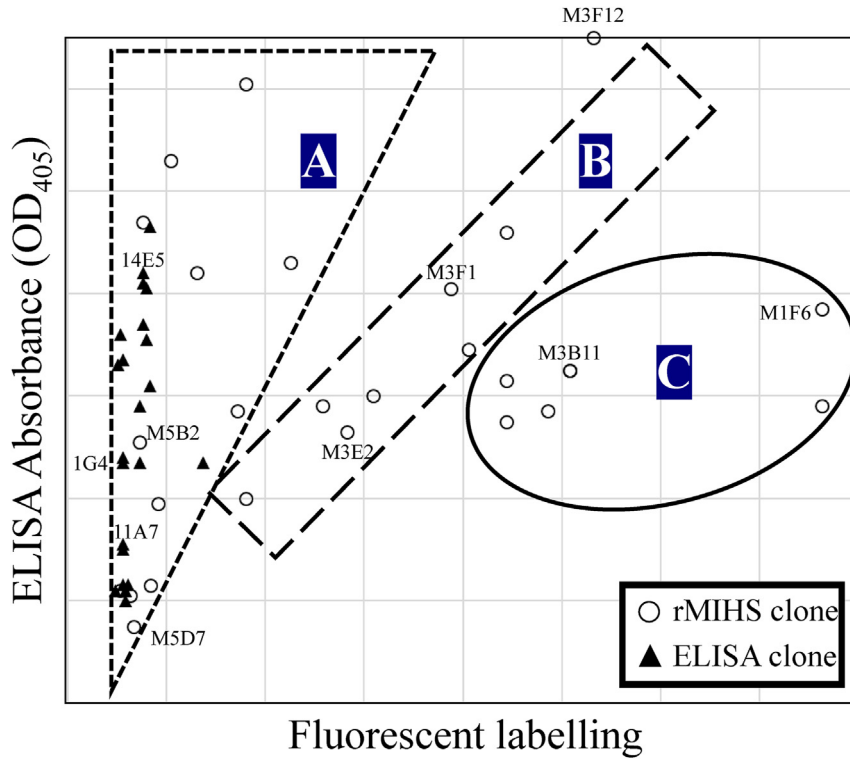 M3F12
A
B
ELISA Absorbance (OD405)
14E5
M3F1
M1F6
M3B11
C
M5B2
M3E2
1G4
11A7
M5D7
rMIHS clone
ELISA clone
Fluorescent labelling